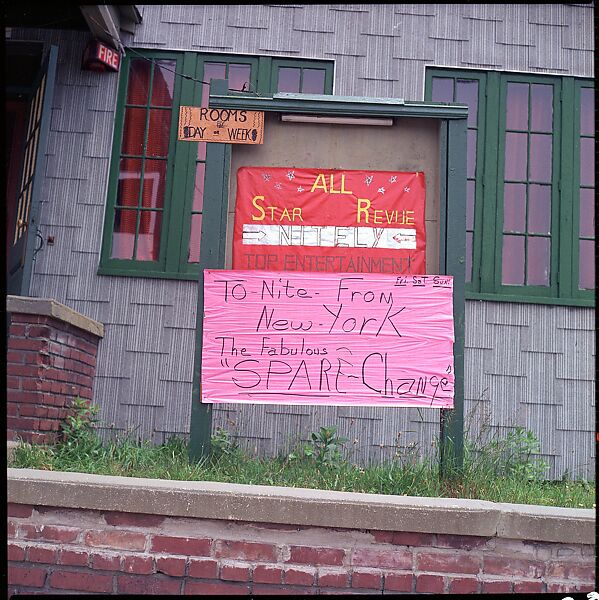 FIRE
ROOMS
DAY or WEEK
ALL
STAR REVUE
NITELY
TOP ENTERTAINMENT
Fri Sat Sun
To-Nite-From
New-York
The Fabulous
"SPARE-Change"